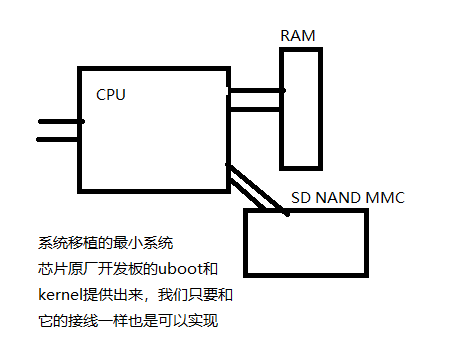 RAM
CPU
SD NAND MMC
系统移植的最小系统
芯片原厂开发板的uboot和
kernel提供出来，我们只要和
它的接线一样也是可以实现